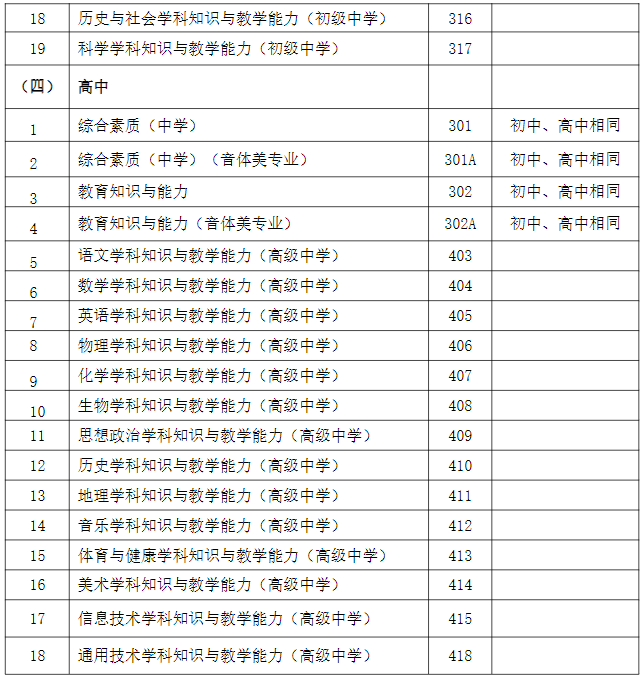 18 历史与社会学科知识与教学能力（初级中学） 316
19 科学学科知识与教学能力（初级中学） 317
（四） 高中
1 综合素质（中学） 301 初中、高中相同
2 综合素质（中学）（音体美专业） 301A 初中、高中相同
3 教育知识与能力 302 初中、高中相同
4 教育知识与能力（音体美专业） 302A 初中、高中相同
5 语文学科知识与教学能力（高级中学） 403
6 数学学科知识与教学能力（高级中学） 404
7 英语学科知识与教学能力（高级中学） 405
8 物理学科知识与教学能力（高级中学） 406
9 化学学科知识与教学能力（高级中学） 407
10 生物学科知识与教学能力（高级中学） 408
11 思想政治学科知识与教学能力（高级中学） 409
12 历史学科知识与教学能力（高级中学） 410
13 地理学科知识与教学能力（高级中学） 411
14 音乐学科知识与教学能力（高级中学） 412
15 体育与健康学科知识与教学能力（高级中学） 413
16 美术学科知识与教学能力（高级中学） 414
17 信息技术学科知识与教学能力（高级中学） 415
18 通用技术学科知识与教学能力（高级中学） 418